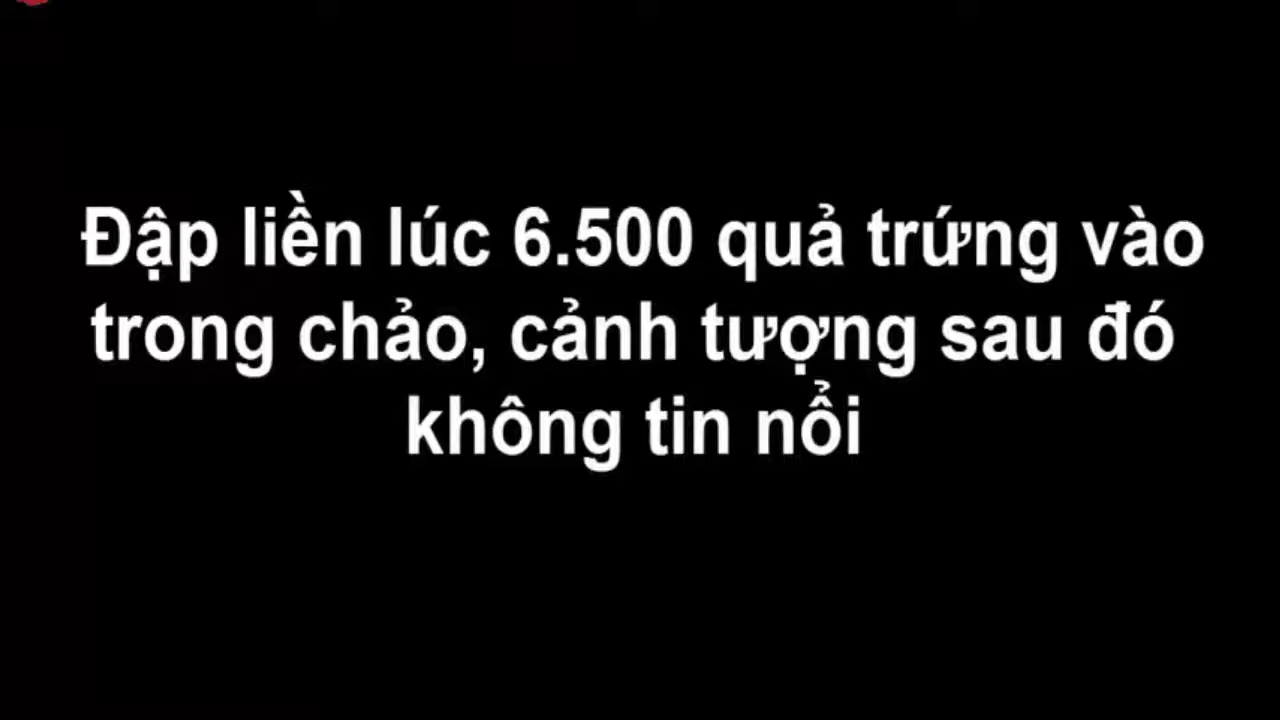 Đập liền lúc 6.500 quả trứng vào
trong chảo, cảnh tượng sau đó
không tin nổi